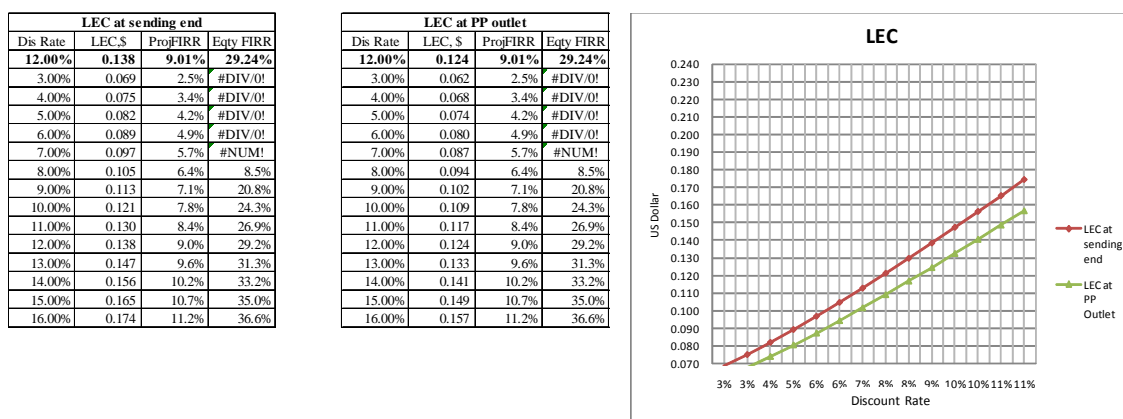 LEC at sending end
Dis Rate LEC,$ ProjFIRR Eqty FIRR
12.00% 0.138 9.01% 29.24%
3.00% 0.069 2.5% #DIV/0!
4.00% 0.075 3.4% #DIV/0!
5.00% 0.082 4.2% #DIV/0!
6.00% 0.089 4.9% #DIV/0!
7.00% 0.097 5.7% #NUM!
8.00% 0.105 6.4% 8.5%
9.00% 0.113 7.1% 20.8%
10.00% 0.121 7.8% 24.3%
11.00% 0.130 8.4% 26.9%
12.00% 0.138 9.0% 29.2%
13.00% 0.147 9.6% 31.3%
14.00% 0.156 10.2% 33.2%
15.00% 0.165 10.7% 35.0%
16.00% 0.174 11.2% 36.6%
LEC at PP outlet
Dis Rate LEC, $ ProjFIRR Eqty FIRR
12.00% 0.124 9.01% 29.24%
3.00% 0.062 2.5% #DIV/0!
4.00% 0.068 3.4% #DIV/0!
5.00% 0.074 4.2% #DIV/0!
6.00% 0.080 4.9% #DIV/0!
7.00% 0.087 5.7% #NUM!
8.00% 0.094 6.4% 8.5%
9.00% 0.102 7.1% 20.8%
10.00% 0.109 7.8% 24.3%
11.00% 0.117 8.4% 26.9%
12.00% 0.124 9.0% 29.2%
13.00% 0.133 9.6% 31.3%
14.00% 0.141 10.2% 33.2%
15.00% 0.149 10.7% 35.0%
16.00% 0.157 11.2% 36.6%
LEC
0.240
0.230
0.220
0.210
0.200
0.190
0.180
0.170
0.160
0.150
0.140
0.130
0.120
0.110
0.100
0.090
0.080
0.070
US Dollar
3% 3% 4% 5% 6% 6% 7% 8% 8% 9% 10% 10% 11% 11%
Discount Rate
LEC at
sending
end
LEC at
PP
Outlet